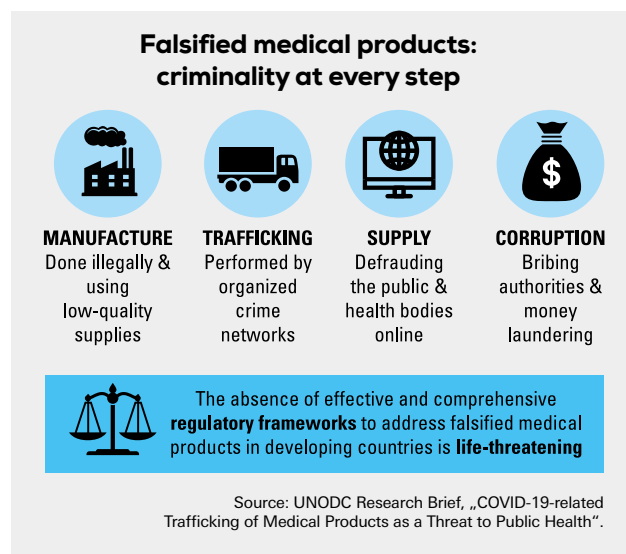 Falsified medical products:
criminality at every step
$
MANUFACTURE
Done illegally &
using
low-quality
supplies
TRAFFICKING
Performed by
organized
crime
networks
SUPPLY
Defrauding
the public &
health bodies
online
CORRUPTION
Bribing
authorities &
money
laundering
The absence of effective and comprehensive
regulatory frameworks to address falsified medical
products in developing countries is life-threatening
Source: UNODC Research Brief, „COVID-19-related
Trafficking of Medical Products as a Threat to Public Health“.